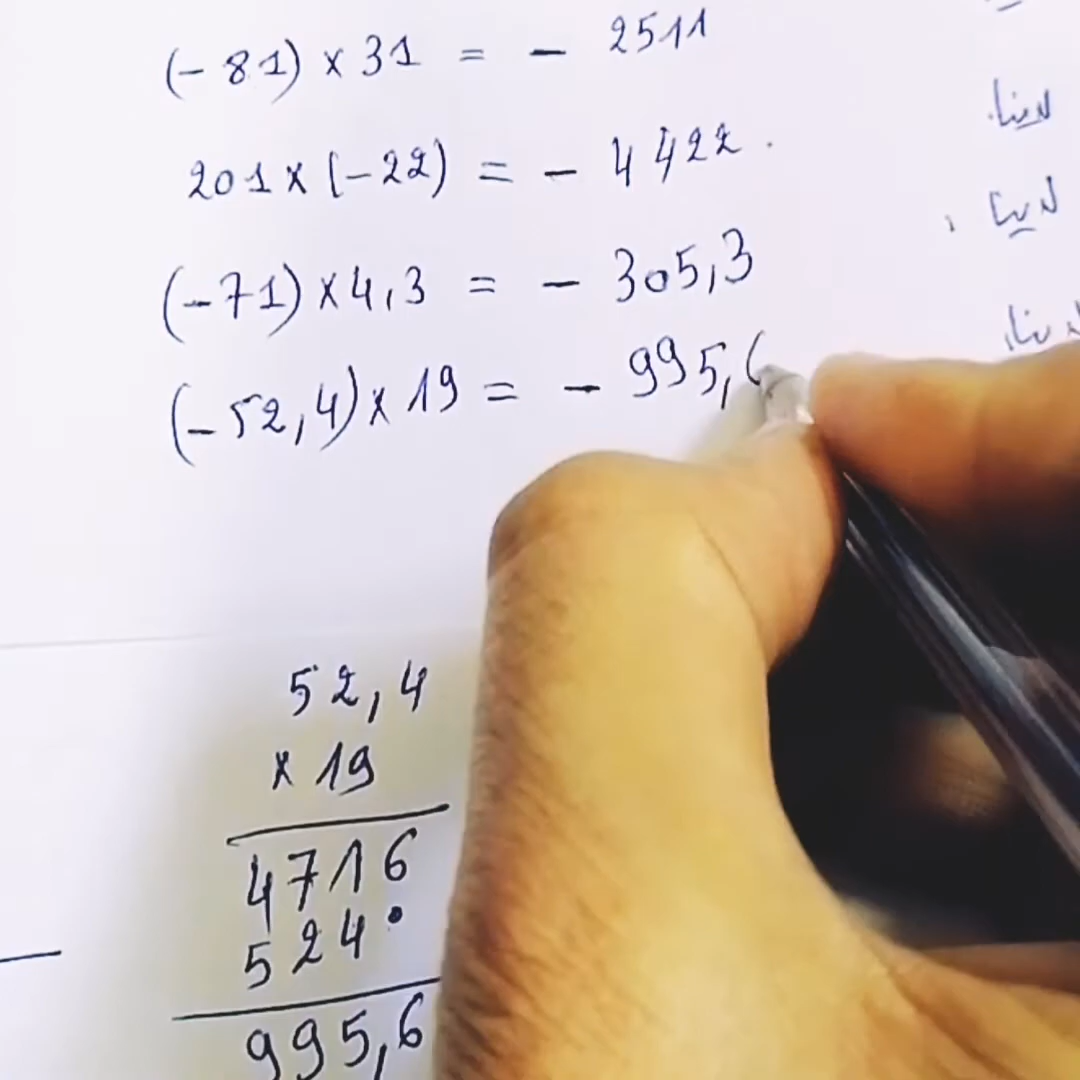 (-81) × 31 = - 2511
201 × (-22) = - 4422 .
(-71) × 4,3 = - 305,3
(-52,4) × 19 = - 995,6
52,4
× 19
4716
524•
995,6
لدينا